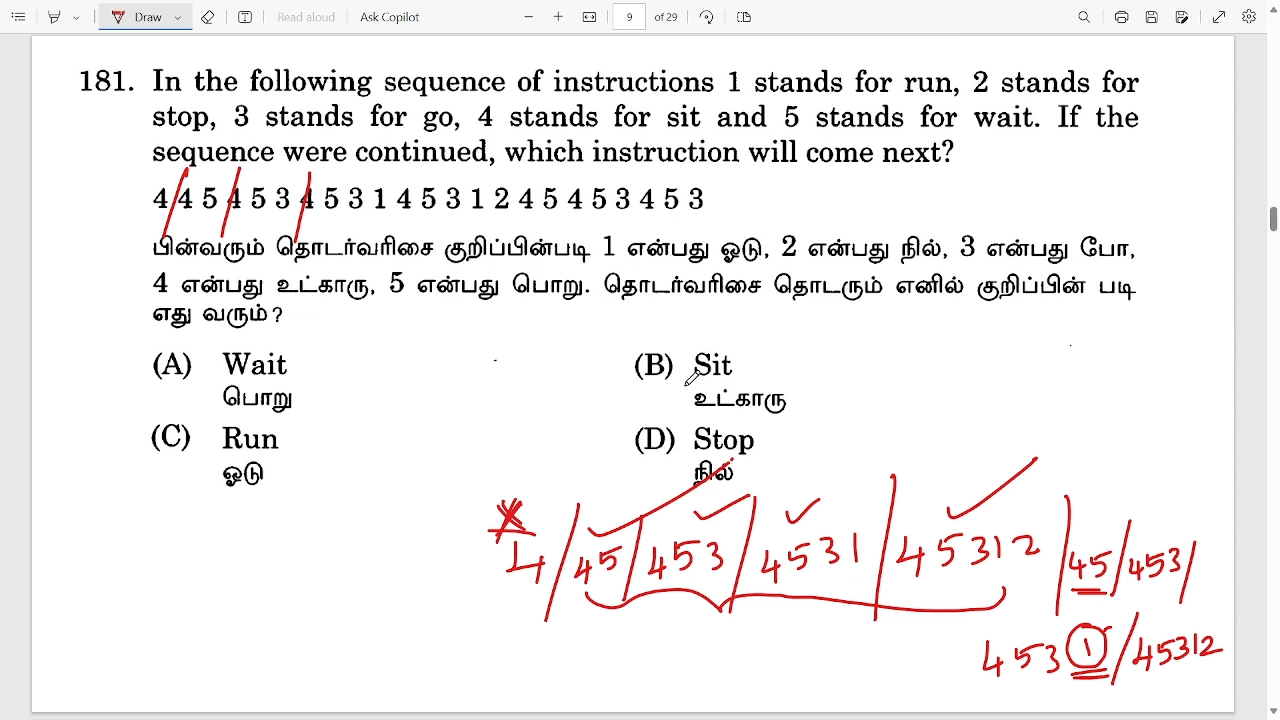 Draw
Read aloud
Ask Copilot
9
of 29
181. In the following sequence of instructions 1 stands for run, 2 stands for
stop, 3 stands for go, 4 stands for sit and 5 stands for wait. If the
sequence were continued, which instruction will come next?
4 4 5 4 5 3 4 5 3 1 4 5 3 1 2 4 5 4 5 3 4 5 3
பின்வரும் தொடர்வரிசை குறிப்பின்படி 1 என்பது ஓடு, 2 என்பது நில், 3 என்பது போ,
4 என்பது உட்காரு, 5 என்பது பொறு. தொடர்வரிசை தொடரும் எனில் குறிப்பின் படி
எது வரும்?
(A) Wait
பொறு
(B) Sit
உட்காரு
(C) Run
ஓடு
(D) Stop
நில்
4 / 45 / 453 / 4531 / 45312 / 45 / 453 /
4531 / 45312